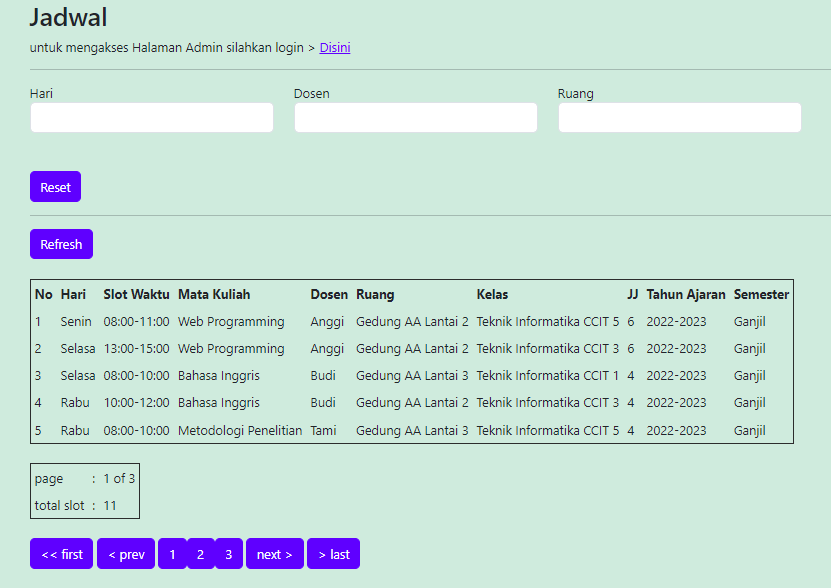 Jadwal
untuk mengakses Halaman Admin silahkan login > Disini
Hari Dosen Ruang
Reset
Refresh
No Hari Slot Waktu Mata Kuliah Dosen Ruang Kelas JJ Tahun Ajaran Semester
1 Senin 08:00-11:00 Web Programming Anggi Gedung AA Lantai 2 Teknik Informatika CCIT 5 6 2022-2023 Ganjil
2 Selasa 13:00-15:00 Web Programming Anggi Gedung AA Lantai 2 Teknik Informatika CCIT 3 6 2022-2023 Ganjil
3 Selasa 08:00-10:00 Bahasa Inggris Budi Gedung AA Lantai 3 Teknik Informatika CCIT 1 4 2022-2023 Ganjil
4 Rabu 10:00-12:00 Bahasa Inggris Budi Gedung AA Lantai 2 Teknik Informatika CCIT 3 4 2022-2023 Ganjil
5 Rabu 08:00-10:00 Metodologi Penelitian Tami Gedung AA Lantai 3 Teknik Informatika CCIT 5 4 2022-2023 Ganjil
page : 1 of 3
total slot : 11
<< first < prev 1 2 3 next > > last